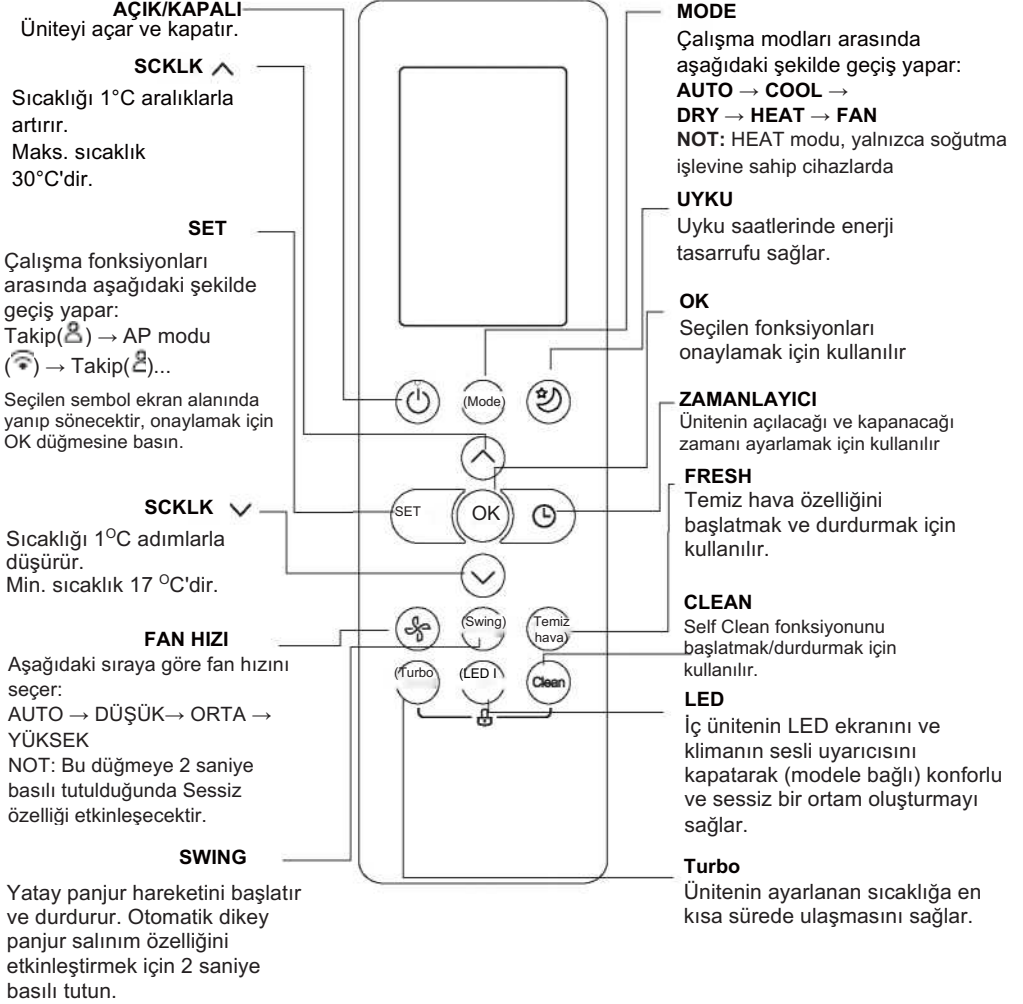 AÇIK/KAPALI
Üniteyi açar ve kapatır.
SCKLK
Sıcaklığı 1°C aralıklarla
artırır.
Maks. sıcaklık
30°C'dir.
SET
Çalışma fonksiyonları
arasında aşağıdaki şekilde
geçiş yapar:
Takip( ) → AP modu
( ) → Takip( )...
Seçilen sembol ekran alanında
yanıp sönecektir, onaylamak için
OK düğmesine basın.
SCKLK
Sıcaklığı 1°C adımlarla
düşürür.
Min. sıcaklık 17 °C'dir.
FAN HIZI
Aşağıdaki sıraya göre fan hızını
seçer:
AUTO → DÜŞÜK→ ORTA →
YÜKSEK
NOT: Bu düğmeye 2 saniye
basılı tutulduğunda Sessiz
özelliği etkinleşecektir.
SWING
Yatay panjur hareketini başlatır
ve durdurur. Otomatik dikey
panjur salınım özelliğini
etkinleştirmek için 2 saniye
basılı tutun.
(Mode)
SET
OK
(Swing)
(Temiz
hava)
(Turbo
(LED I
Clean
MODE
Çalışma modları arasında
aşağıdaki şekilde geçiş yapar:
AUTO → COOL →
DRY → HEAT → FAN
NOT: HEAT modu, yalnızca soğutma
işlevine sahip cihazlarda
UYKU
Uyku saatlerinde enerji
tasarrufu sağlar.
OK
Seçilen fonksiyonları
onaylamak için kullanılır
ZAMANLAYICI
Ünitenin açılacağı ve kapanacağı
zamanı ayarlamak için kullanılır
FRESH
Temiz hava özelliğini
başlatmak ve durdurmak için
kullanılır.
CLEAN
Self Clean fonksiyonunu
başlatmak/durdurmak için
kullanılır.
LED
İç ünitenin LED ekranını ve
klimanın sesli uyarıcısını
kapatarak (modele bağlı) konforlu
ve sessiz bir ortam oluşturmayı
sağlar.
Turbo
Ünitenin ayarlanan sıcaklığa en
kısa sürede ulaşmasını sağlar.